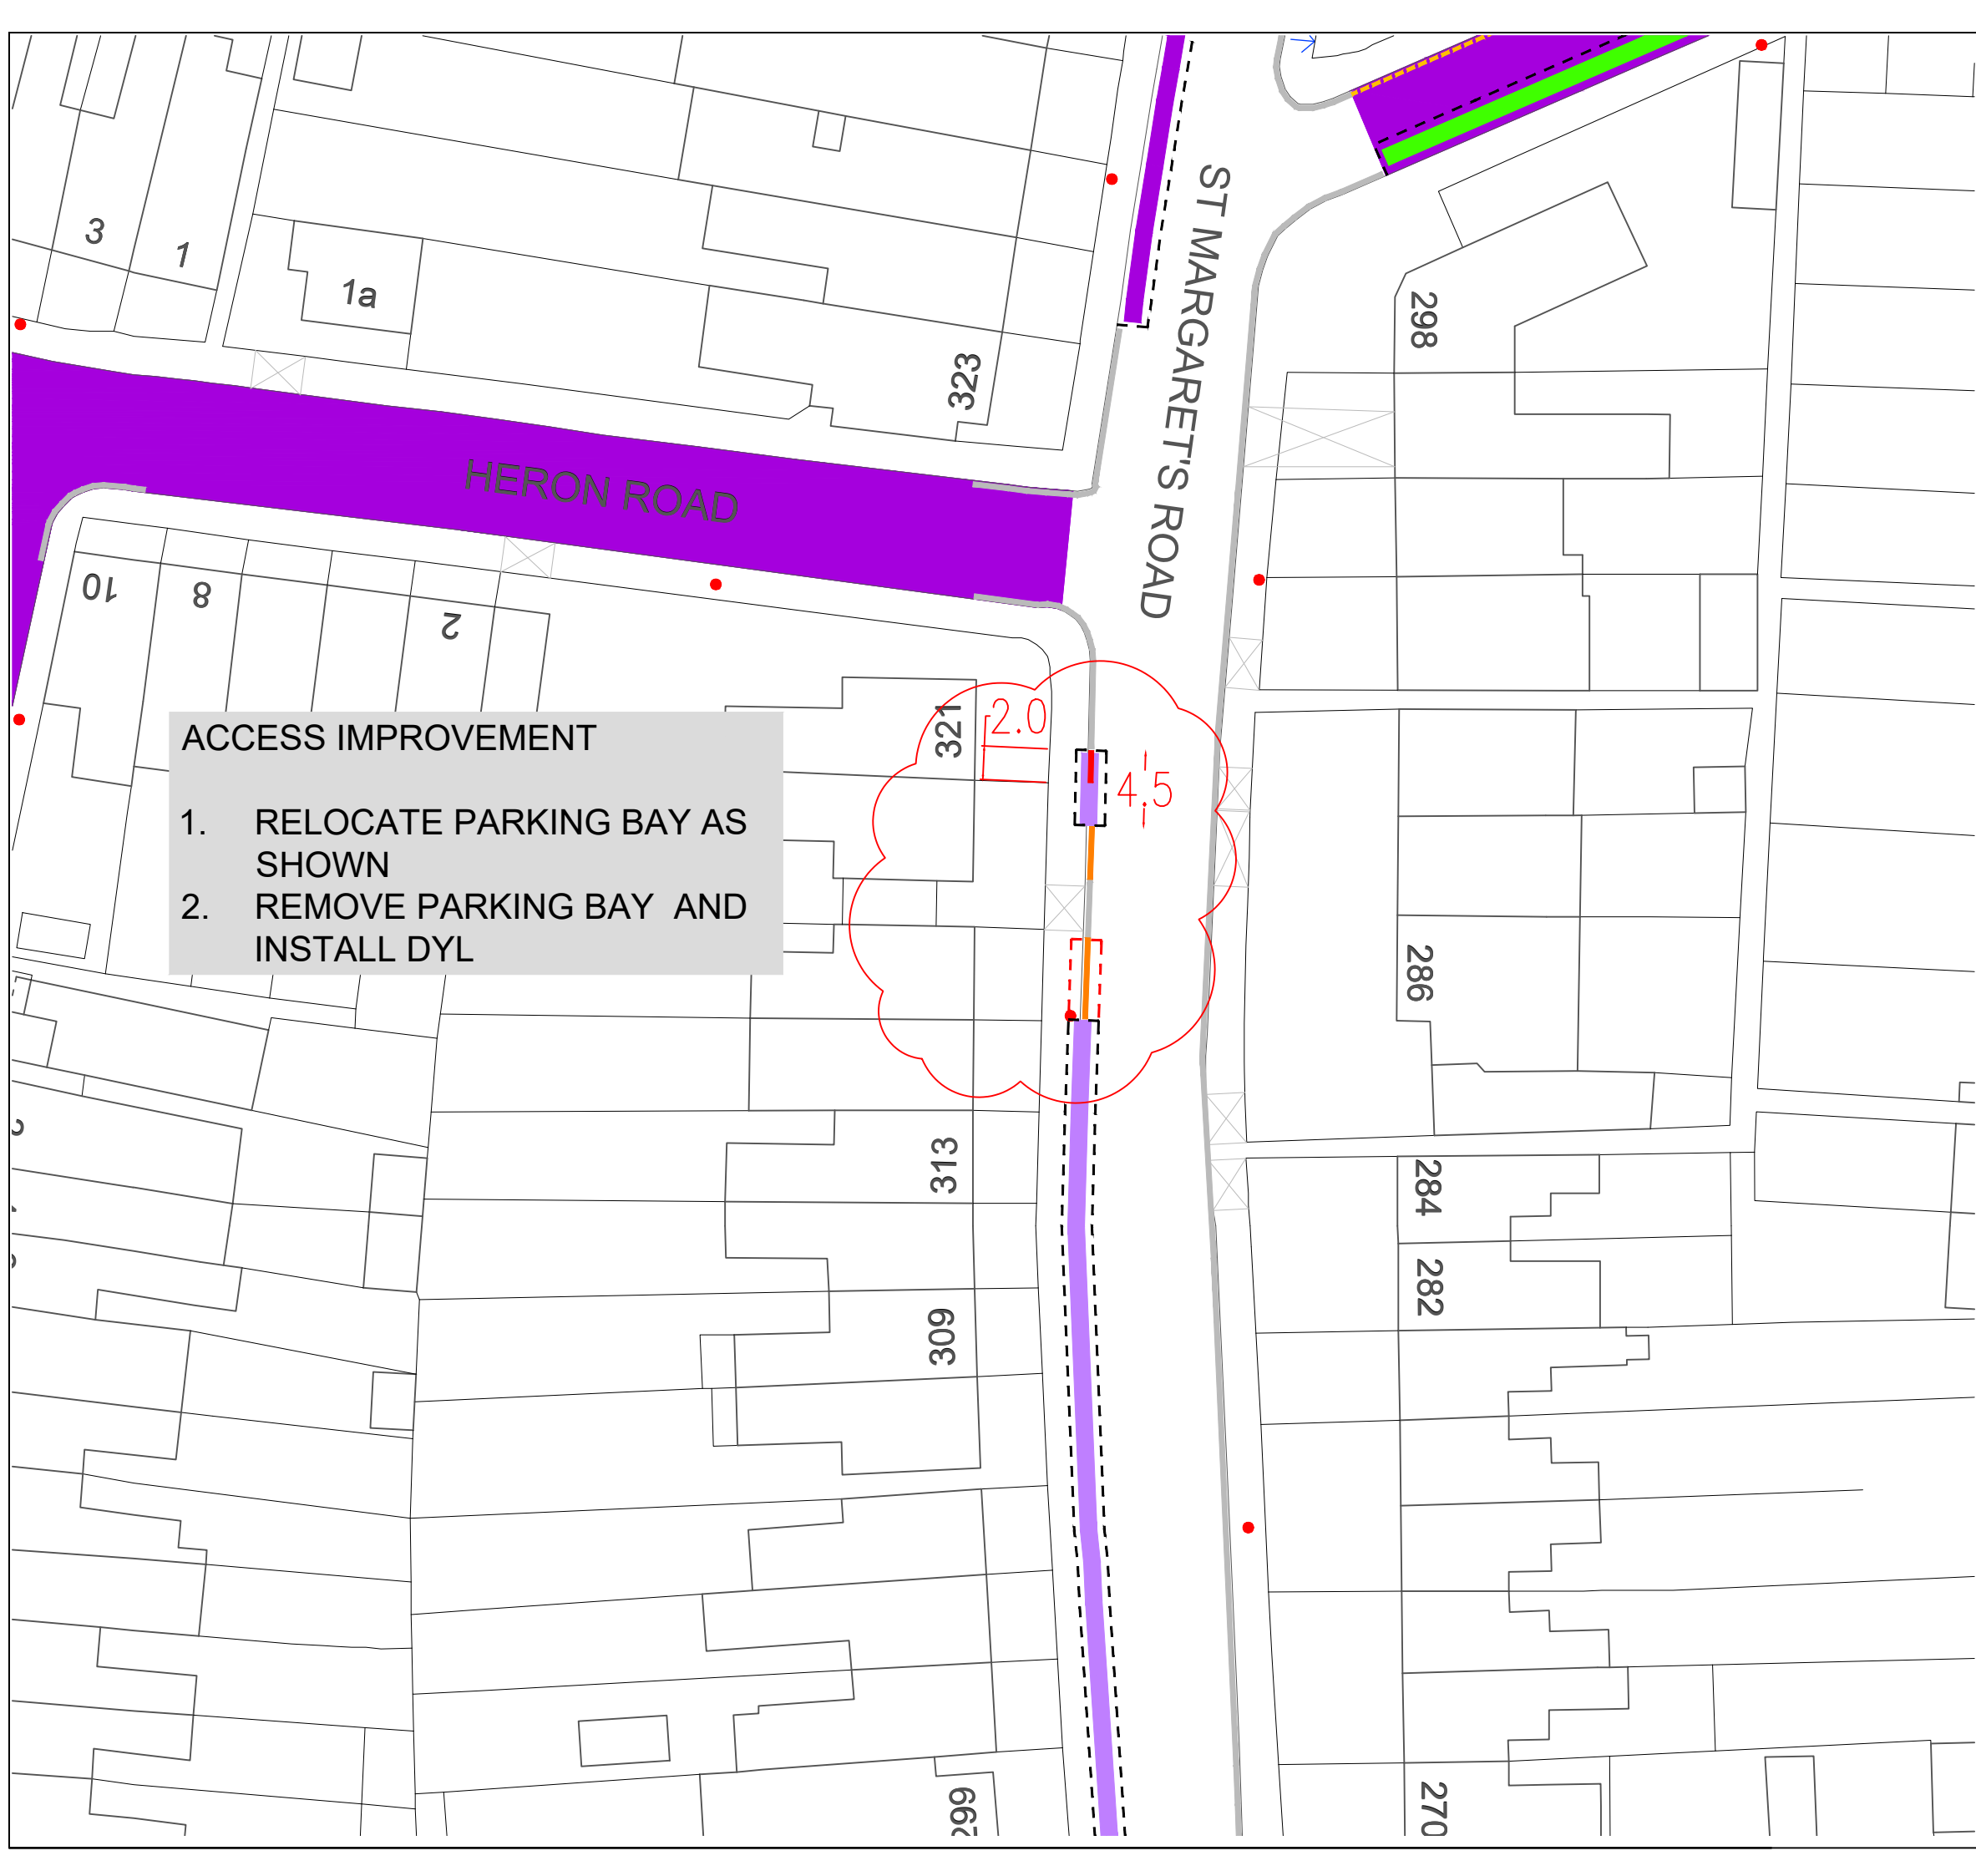 ST MARGARET'S ROAD
3
1
1a
298
323
HERON ROAD
10
8
2
321
2.0
4.5
ACCESS IMPROVEMENT
1. RELOCATE PARKING BAY AS
SHOWN
2. REMOVE PARKING BAY AND
INSTALL DYL
286
313
284
282
309
270